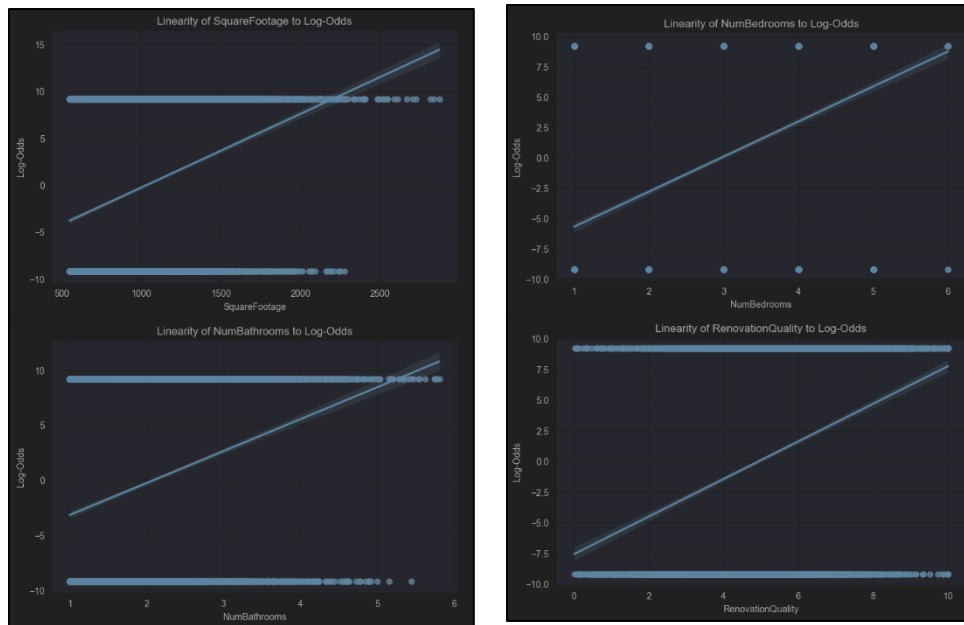 Linearity of SquareFootage to Log-Odds
15
10
5
0
−5
−10
Log-Odds
500 1000 1500 2000 2500
SquareFootage
Linearity of NumBedrooms to Log-Odds
10.0
7.5
5.0
2.5
0.0
−2.5
−5.0
−7.5
−10.0
Log-Odds
1 2 3 4 5 6
NumBedrooms
Linearity of NumBathrooms to Log-Odds
10
5
0
−5
−10
Log-Odds
1 2 3 4 5 6
NumBathrooms
Linearity of RenovationQuality to Log-Odds
10.0
7.5
5.0
2.5
0.0
−2.5
−5.0
−7.5
−10.0
Log-Odds
0 2 4 6 8 10
RenovationQuality